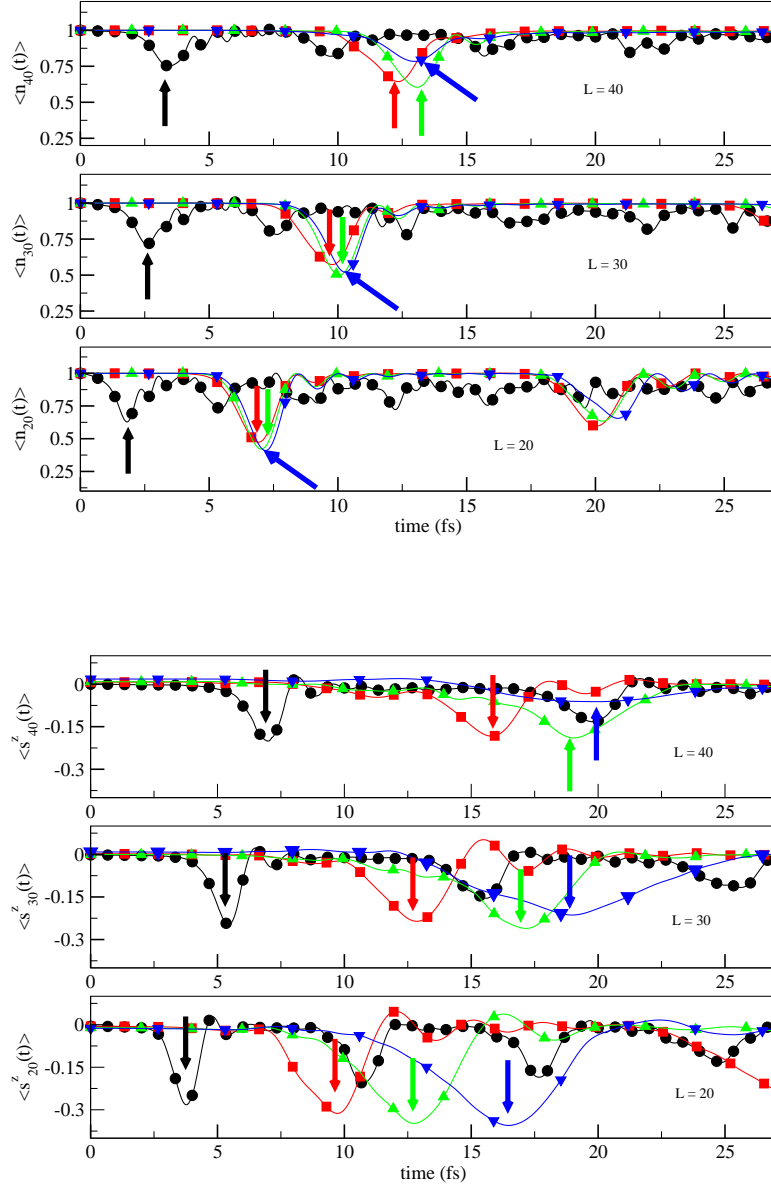 1
0.75
0.5
0.25
<n40(t)>
L = 40
0 5 10 15 20 25
1
0.75
0.5
0.25
<n30(t)>
L = 30
0 5 10 15 20 25
1
0.75
0.5
0.25
<n20(t)>
L = 20
0 5 10 15 20 25
time (fs)
0
-0.15
-0.3
<s^z_40(t)>
L = 40
0 5 10 15 20 25
0
-0.15
-0.3
<s^z_30(t)>
L = 30
0 5 10 15 20 25
0
-0.15
-0.3
<s^z_20(t)>
L = 20
0 5 10 15 20 25
time (fs)